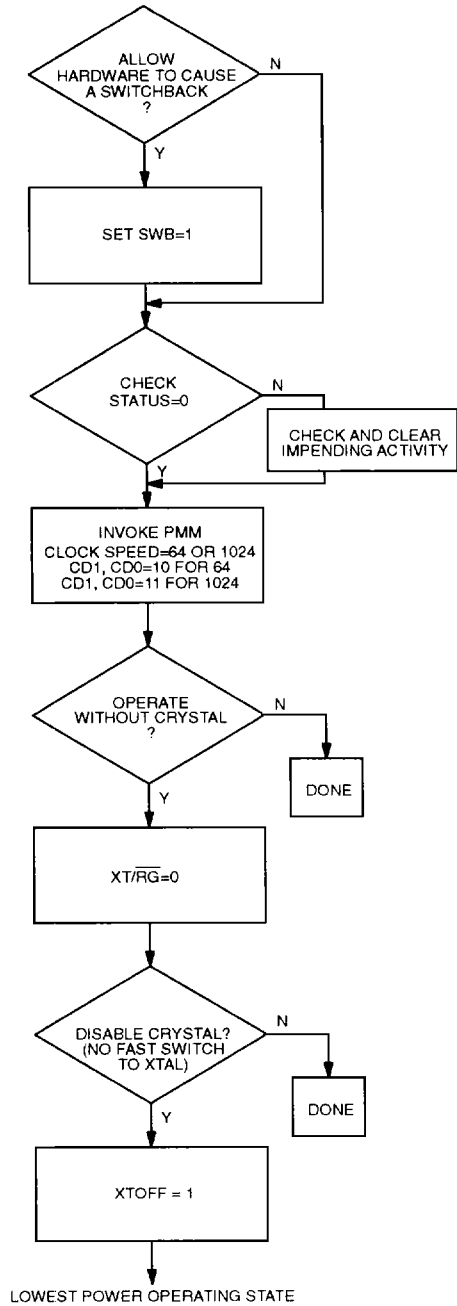 ALLOW
HARDWARE TO CAUSE
A SWITCHBACK
?
N
Y
SET SWB=1
CHECK
STATUS=0
N
CHECK AND CLEAR
IMPENDING ACTIVITY
Y
INVOKE PMM
CLOCK SPEED=64 OR 1024
CD1, CD0=10 FOR 64
CD1, CD0=11 FOR 1024
OPERATE
WITHOUT CRYSTAL
?
N
DONE
Y
XT/R̅G̅=0
DISABLE CRYSTAL?
(NO FAST SWITCH
TO XTAL)
N
DONE
Y
XTOFF = 1
LOWEST POWER OPERATING STATE